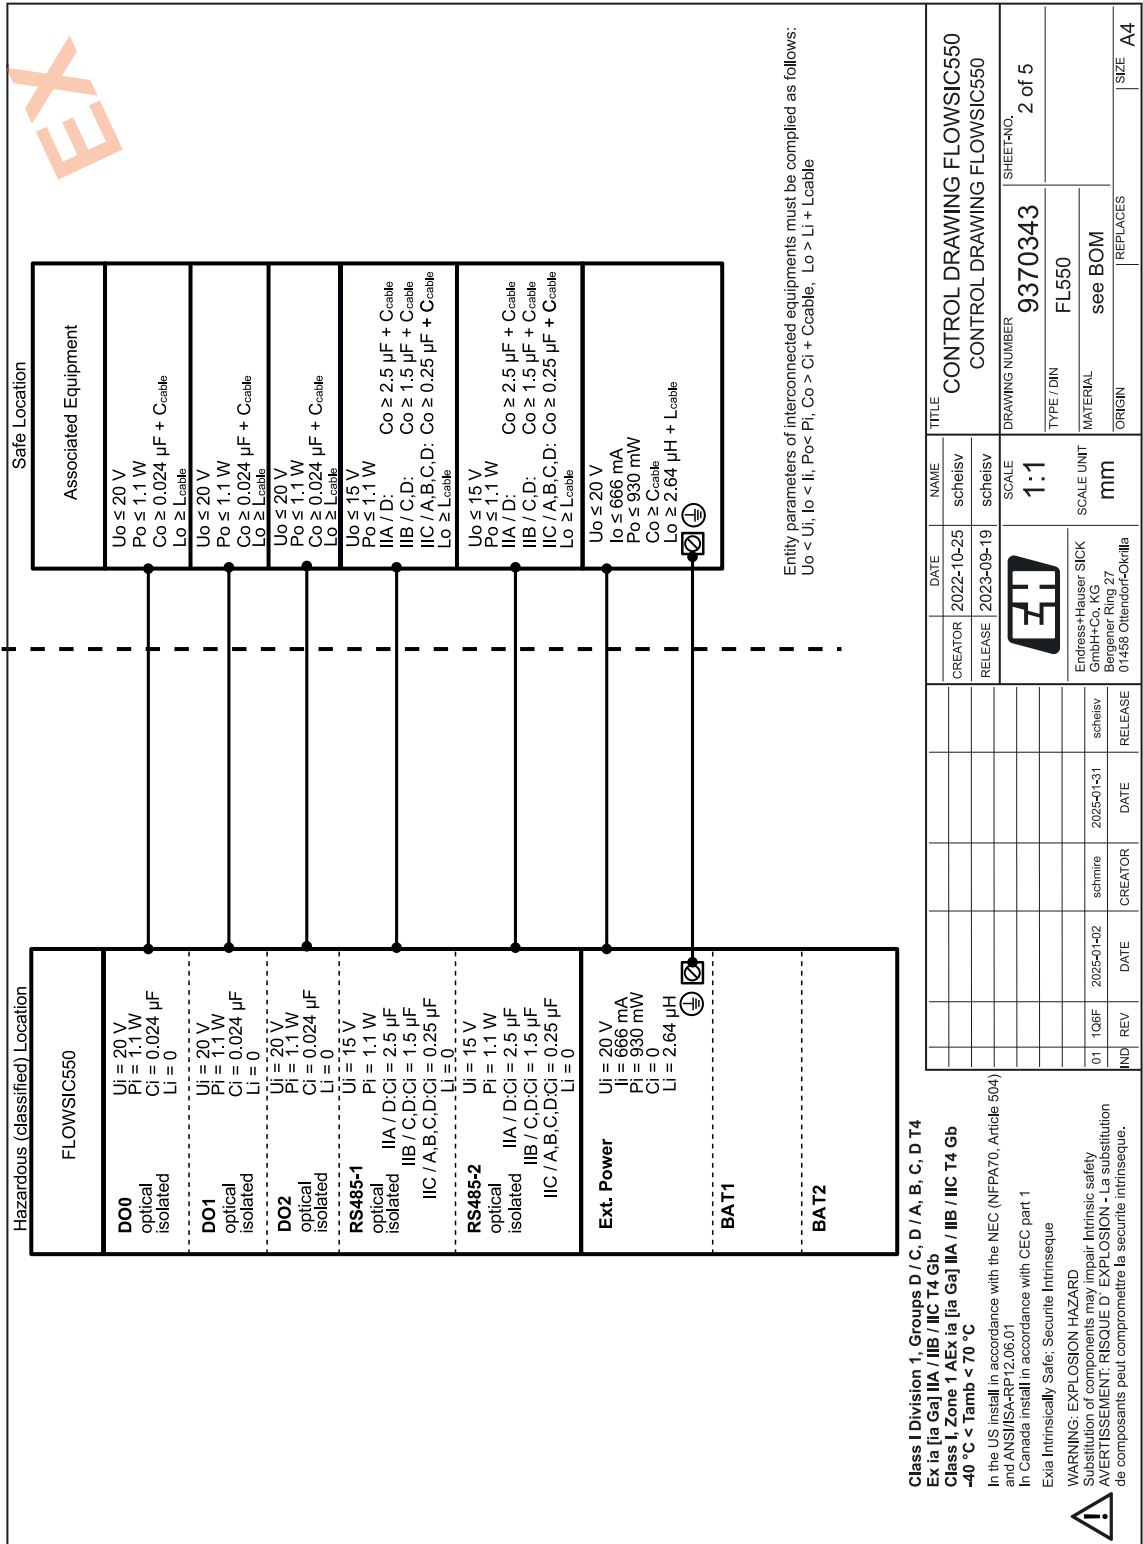 EX
Hazardous (classified) Location
FLOWSIC550
DO0
optical
isolated
Ui = 20 V
Pi = 1.1 W
Ci = 0.024 µF
Li = 0
DO1
optical
isolated
Ui = 20 V
Pi = 1.1 W
Ci = 0.024 µF
Li = 0
DO2
optical
isolated
Ui = 20 V
Pi = 1.1 W
Ci = 0.024 µF
Li = 0
RS485-1
optical
isolated
Ui = 15 V
Pi = 1.1 W
IIA / D:Ci = 2.5 µF
IIB / C,D:Ci = 1.5 µF
IIC / A,B,C,D:Ci = 0.25 µF
Li = 0
RS485-2
optical
isolated
Ui = 15 V
Pi = 1.1 W
IIA / D:Ci = 2.5 µF
IIB / C,D:Ci = 1.5 µF
IIC / A,B,C,D:Ci = 0.25 µF
Li = 0
Ext. Power
Ui = 20 V
Ii = 666 mA
Pi = 930 mW
Ci = 0
Li = 2.64 µH
BAT1
BAT2
Safe Location
Associated Equipment
Uo ≤ 20 V
Po ≤ 1.1 W
Co ≥ 0.024 µF + Ccable
Lo ≥ Lcable
Uo ≤ 20 V
Po ≤ 1.1 W
Co ≥ 0.024 µF + Ccable
Lo ≥ Lcable
Uo ≤ 20 V
Po ≤ 1.1 W
Co ≥ 0.024 µF + Ccable
Lo ≥ Lcable
Uo ≤ 15 V
Po ≤ 1.1 W
IIA / D: Co ≥ 2.5 µF + Ccable
IIB / C,D: Co ≥ 1.5 µF + Ccable
IIC / A,B,C,D: Co ≥ 0.25 µF + Ccable
Lo ≥ Lcable
Uo ≤ 15 V
Po ≤ 1.1 W
IIA / D: Co ≥ 2.5 µF + Ccable
IIB / C,D: Co ≥ 1.5 µF + Ccable
IIC / A,B,C,D: Co ≥ 0.25 µF + Ccable
Lo ≥ Lcable
Uo ≤ 20 V
Io ≤ 666 mA
Po ≤ 930 mW
Co ≥ Ccable
Lo ≥ 2.64 µH + Lcable
Entity parameters of interconnected equipments must be complied as follows:
Uo < Ui, Io < Ii, Po< Pi, Co > Ci + Ccable, Lo > Li + Lcable
Class I Division 1, Groups D / C, D / A, B, C, D T4
Ex ia [ia Ga] IIA / IIB / IIC T4 Gb
Class I, Zone 1 AEx ia [ia Ga] IIA / IIB / IIC T4 Gb
-40 °C < Tamb < 70 °C
In the US install in accordance with the NEC (NFPA70, Article 504)
and ANSI/ISA-RP12.06.01
In Canada install in accordance with CEC part 1
Exia Intrinsically Safe; Securite Intrinseque
WARNING: EXPLOSION HAZARD
Substitution of components may impair Intrinsic safety
AVERTISSEMENT: RISQUE D` EXPLOSION - La substitution
de composants peut compromettre la securite intrinseque.
01 1Q6F 2025-01-02 schmire 2025-01-31 scheisv
IND REV DATE CREATOR DATE RELEASE
DATE NAME
CREATOR 2022-10-25 scheisv
RELEASE 2023-09-19 scheisv
EH
Endress+Hauser SICK
GmbH+Co. KG
Bergener Ring 27
01458 Ottendorf-Okrilla
SCALE
1:1
SCALE UNIT
mm
TITLE
CONTROL DRAWING FLOWSIC550
CONTROL DRAWING FLOWSIC550
DRAWING NUMBER
9370343
SHEET-NO.
2 of 5
TYPE / DIN
FL550
MATERIAL
see BOM
ORIGIN
REPLACES
SIZE
A4